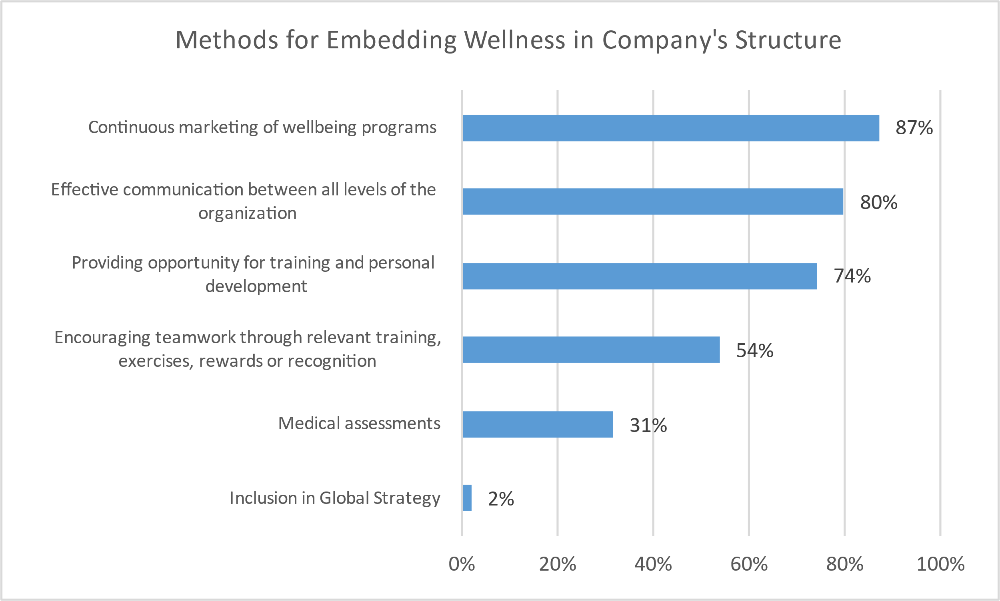 Methods for Embedding Wellness in Company's Structure
Continuous marketing of wellbeing programs
87%
Effective communication between all levels of the
organization
80%
Providing opportunity for training and personal
development
74%
Encouraging teamwork through relevant training,
exercises, rewards or recognition
54%
Medical assessments
31%
Inclusion in Global Strategy
2%
0% 20% 40% 60% 80% 100%